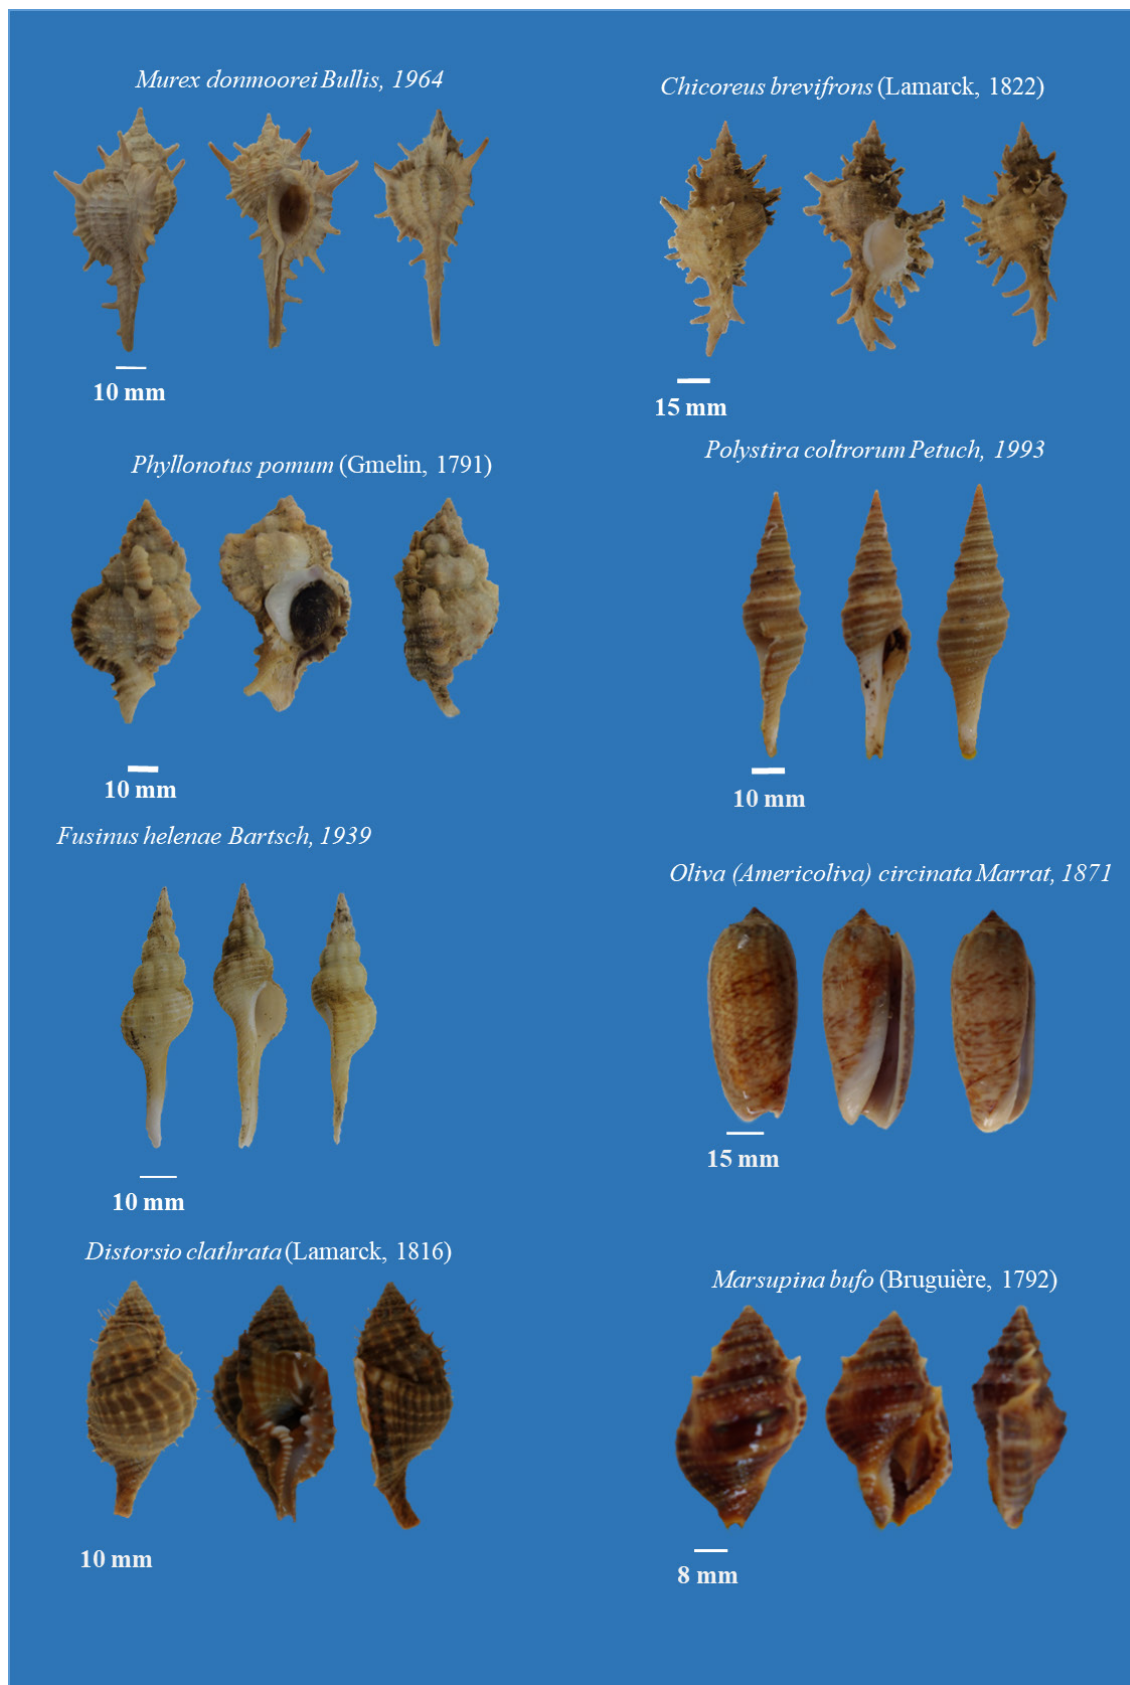 Murex donmoorei Bullis, 1964
Chicoreus brevifrons (Lamarck, 1822)
10 mm
15 mm
Phyllonotus pomum (Gmelin, 1791)
Polystira coltrorum Petuch, 1993
10 mm
10 mm
Fusinus helenae Bartsch, 1939
Oliva (Americoliva) circinata Marrat, 1871
10 mm
15 mm
Distorsio clathrata (Lamarck, 1816)
Marsupina bufo (Bruguière, 1792)
10 mm
8 mm